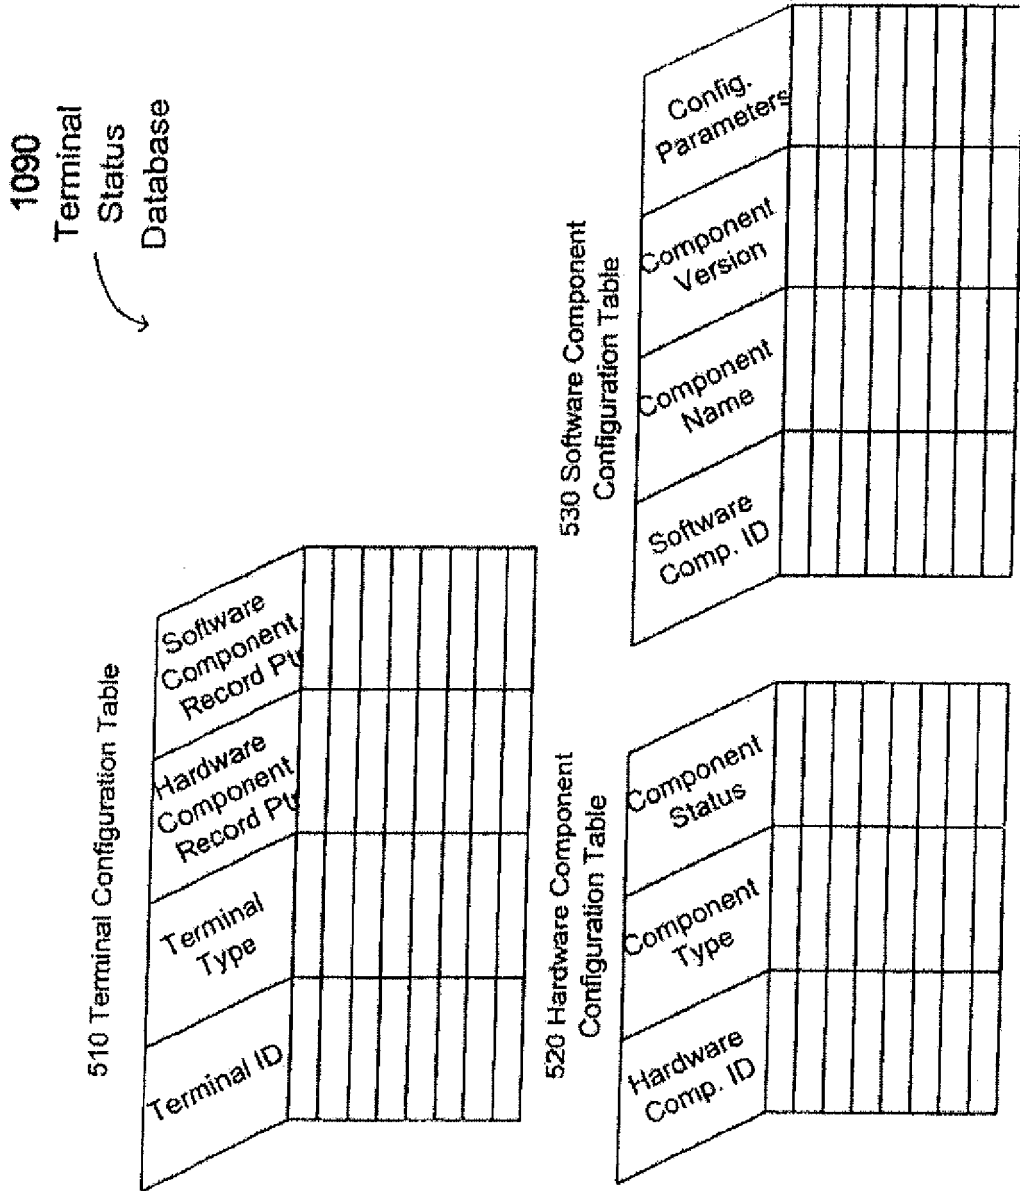 1090
Terminal
Status
Database
510 Terminal Configuration Table
Terminal ID
Terminal
Type
Hardware
Component
Record Ptr
Software
Component
Record Ptr
520 Hardware Component
Configuration Table
Hardware
Comp. ID
Component
Type
Component
Status
530 Software Component
Configuration Table
Software
Comp. ID
Component
Name
Component
Version
Config.
Parameters